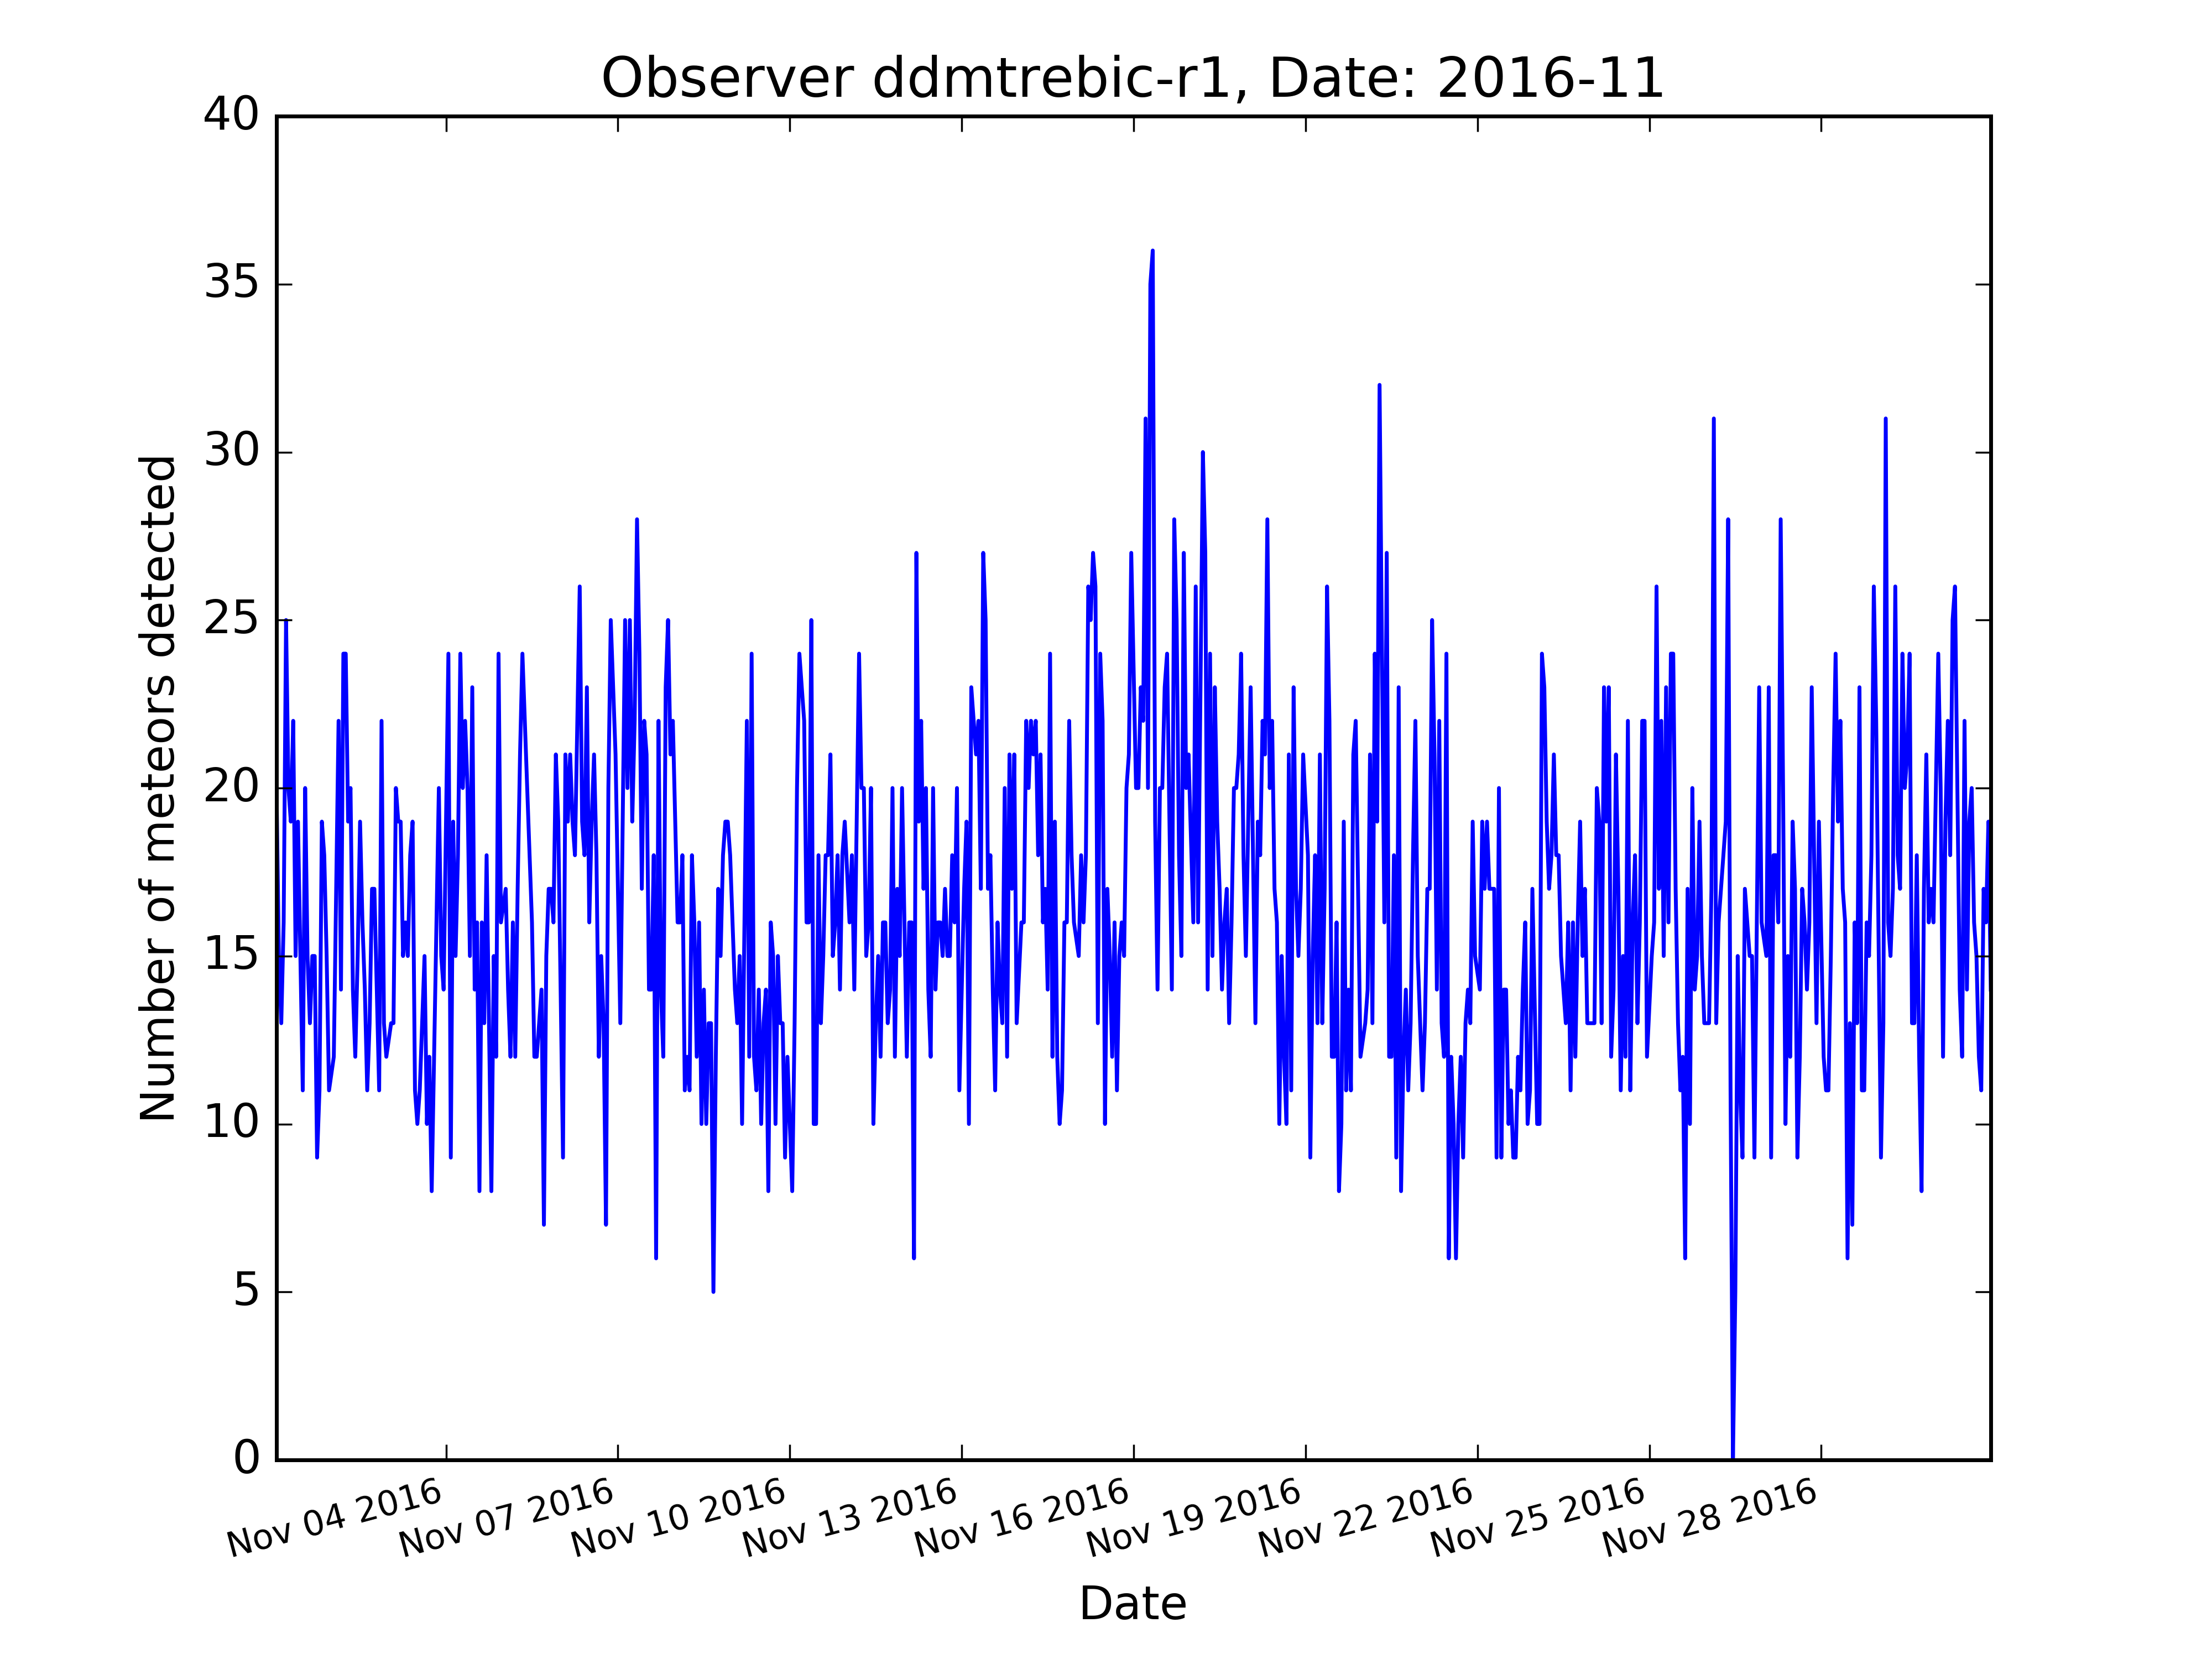 Observer ddmtrebic-r1, Date: 2016-11
Number of meteors detected
40
35
30
25
20
15
10
5
0
Nov 04 2016
Nov 07 2016
Nov 10 2016
Nov 13 2016
Nov 16 2016
Nov 19 2016
Nov 22 2016
Nov 25 2016
Nov 28 2016
Date